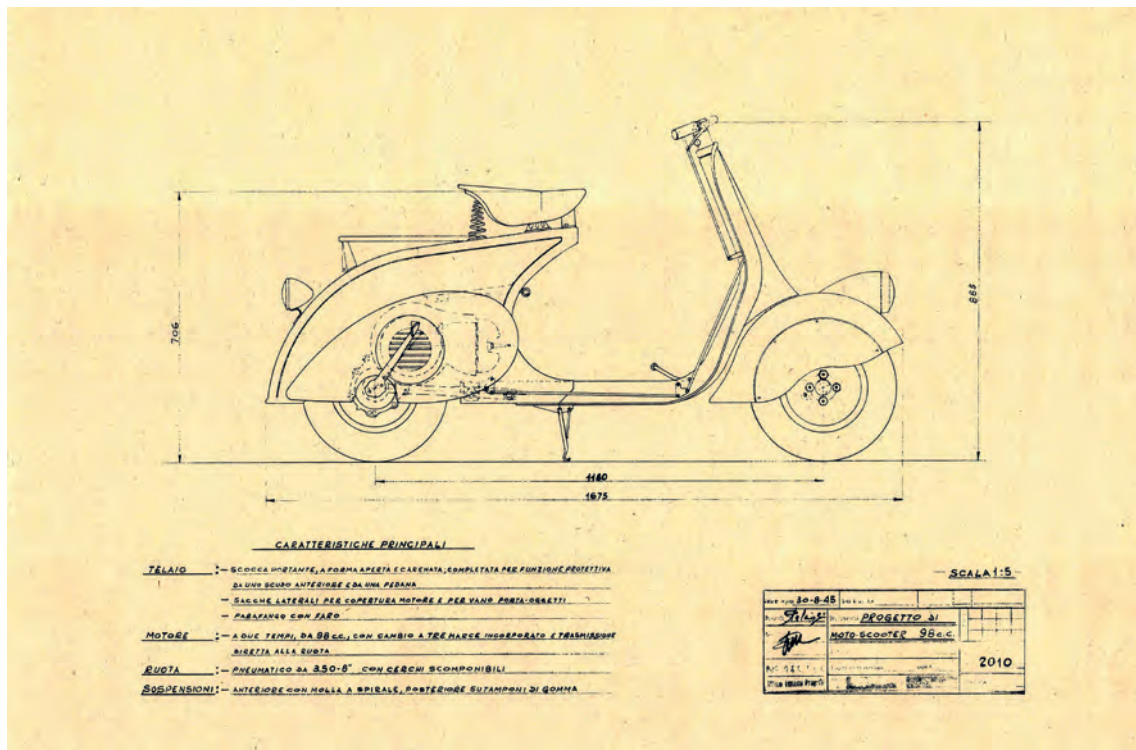 706
885
1180
1675
CARATTERISTICHE PRINCIPALI
TELAIO :- SCOCCA PORTANTE, A FORMA APERTA E CARENATA; COMPLETATA PER FUNZIONE PROTETTIVA
DA UNO SCUDO ANTERIORE E DA UNA PEDANA
- SACCHE LATERALI PER COPERTURA MOTORE E PER VANO PORTA-OGGETTI
- PARAFANGO CON FARO
MOTORE :- A DUE TEMPI, DA 98 c.c., CON CAMBIO A TRE MARCE INCORPORATO E TRASMISSIONE
DIRETTA ALLA RUOTA
RUOTA :- PNEUMATICO DA 3.50-8" CON CERCHI SCOMPONIBILI
SOSPENSIONI :- ANTERIORE CON MOLLA A SPIRALE, POSTERIORE SU TAMPONI DI GOMMA
- SCALA 1:5 -
30-8-45
PROGETTO DI
MOTO-SCOOTER 98 c.c.
2010